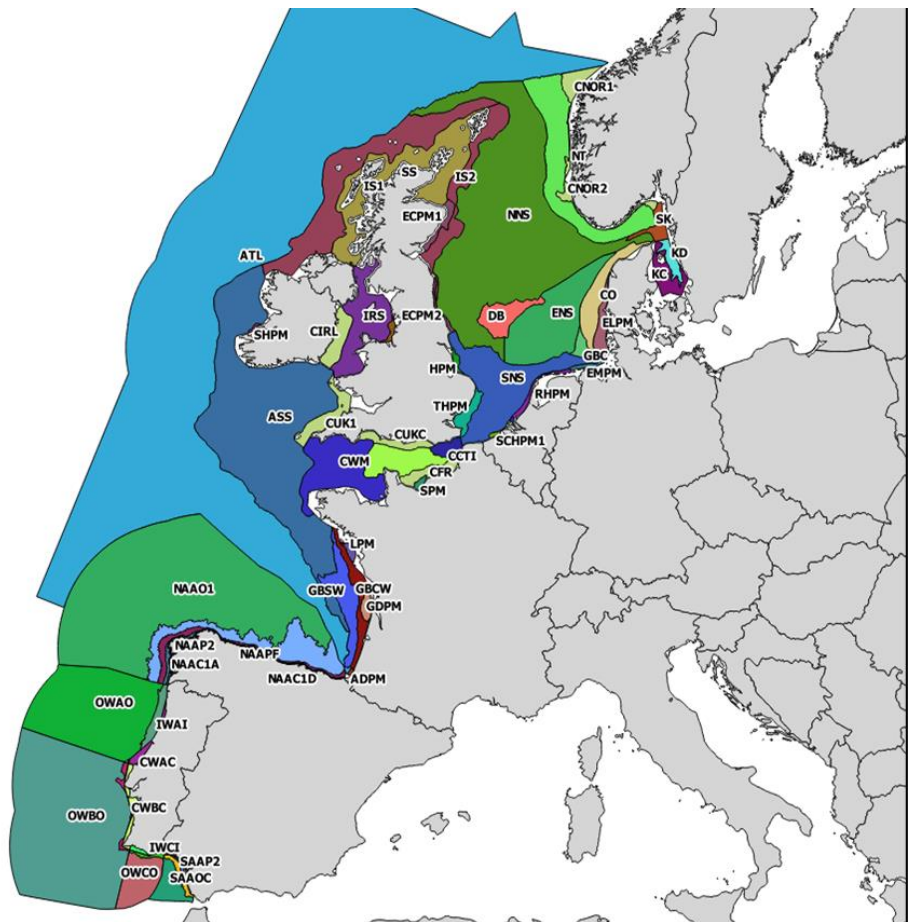 CNOR1
NT
SS
IS1
IS2
CNOR2
ECPM1
NNS
SK
ATL
KD
KC
CO
IRS
ECPM2
DB
ENS
SHPM
CIRL
ELPM
GBC
HPM
SNS
EMPM
RHPM
THPM
ASS
CUK1
CUKC
SCHPM1
CWM
CCTI
CFR
SPM
LPM
NAAO1
GBSW
GBCW
GDPM
NAAP2
NAAPF
NAAC1A
NAAC1D
ADPM
OWAO
IWAI
CWAC
CWBC
OWBO
IWCI
SAAP2
OWCO
SAAOC